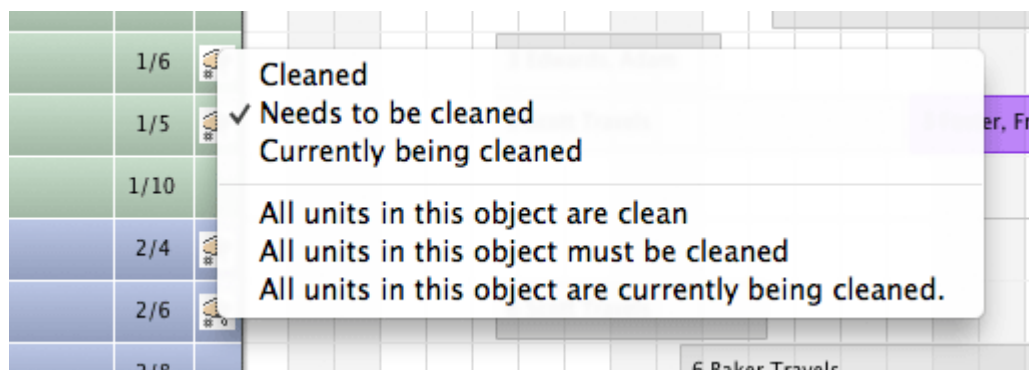 1/6
Cleaned
Needs to be cleaned
1/5
er, Fr
Currently being cleaned
1/10
All units in this object are clean
2/4
All units in this object must be cleaned
All units in this object are currently being cleaned.
2/6
6 Baker Travels